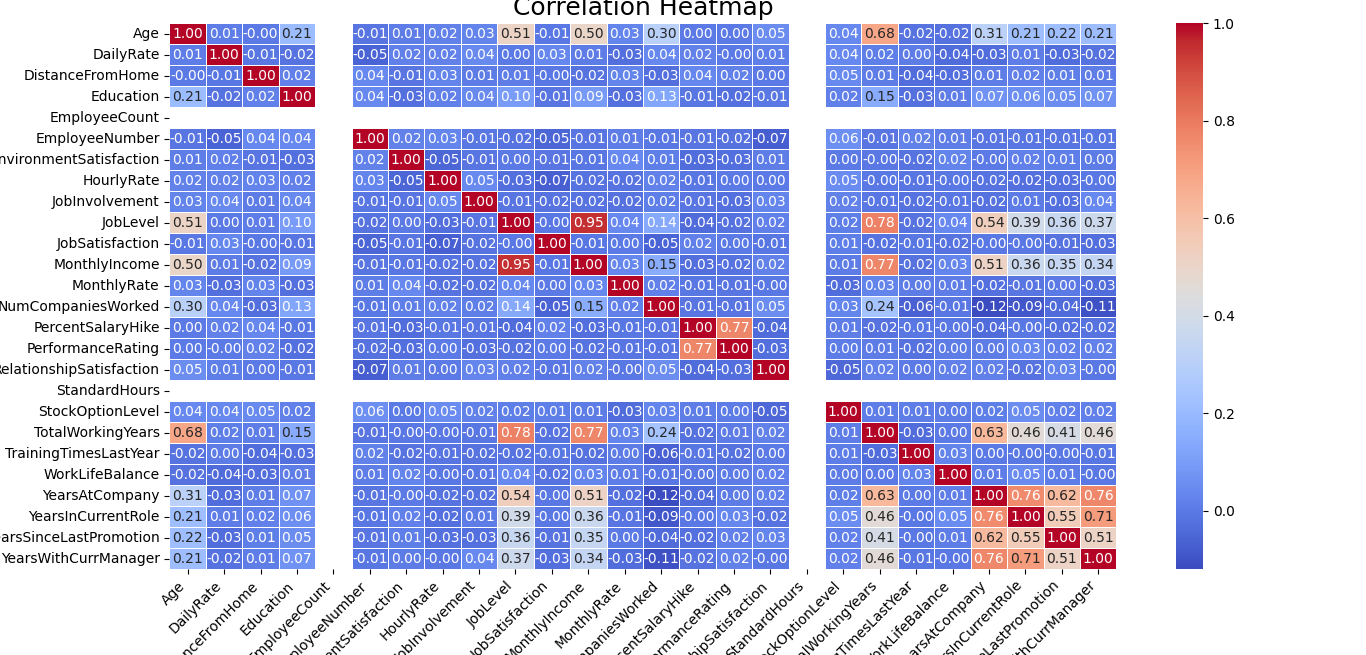 Correlation Heatmap
Age 1.00 0.01 -0.00 0.21 -0.01 0.01 0.02 0.03 0.51 -0.01 0.50 0.03 0.30 0.00 0.00 0.05 0.04 0.68 -0.02 -0.02 0.31 0.21 0.22 0.21
DailyRate 0.01 1.00 -0.01 -0.02 -0.05 0.02 0.02 0.04 0.00 0.03 0.01 -0.03 0.04 0.02 -0.00 0.01 0.04 0.02 0.00 -0.04 -0.03 0.01 -0.03 -0.02
DistanceFromHome -0.00 -0.01 1.00 0.02 0.04 -0.01 0.03 0.01 0.01 -0.00 -0.02 0.03 -0.03 0.04 0.02 0.00 0.05 0.01 -0.04 -0.03 0.01 0.02 0.01 0.01
Education 0.21 -0.02 0.02 1.00 0.04 -0.03 0.02 0.04 0.10 -0.01 0.09 -0.03 0.13 -0.01 -0.02 -0.01 0.02 0.15 -0.03 0.01 0.07 0.06 0.05 0.07
EmployeeCount
EmployeeNumber -0.01 -0.05 0.04 0.04 1.00 0.02 0.03 -0.01 -0.02 -0.05 -0.01 0.01 -0.01 -0.01 -0.02 -0.07 0.06 -0.01 0.02 0.01 -0.01 -0.01 -0.01 -0.01
nvironmentSatisfaction 0.01 0.02 -0.01 -0.03 0.02 1.00 -0.05 -0.01 0.00 -0.01 -0.01 0.04 0.01 -0.03 -0.03 0.01 0.00 -0.00 -0.02 0.03 0.00 0.02 0.01 0.00
HourlyRate 0.02 0.02 0.03 0.02 0.03 -0.05 1.00 0.05 -0.03 -0.07 -0.02 -0.02 0.02 -0.01 0.00 0.00 0.05 -0.00 -0.01 -0.00 -0.02 -0.02 -0.03 -0.00
JobInvolvement 0.03 0.04 0.01 0.04 -0.01 -0.01 0.05 1.00 -0.01 -0.02 -0.02 -0.02 0.02 -0.01 -0.03 0.03 0.02 -0.01 -0.02 -0.01 -0.02 0.01 -0.03 0.04
JobLevel 0.51 0.00 0.01 0.10 -0.02 0.00 -0.03 -0.01 1.00 -0.00 0.95 0.04 0.14 -0.04 -0.02 0.02 0.02 0.78 -0.02 0.04 0.54 0.39 0.36 0.37
JobSatisfaction -0.01 0.03 -0.00 -0.01 -0.05 -0.01 -0.07 -0.02 -0.00 1.00 -0.01 0.00 -0.05 0.02 0.00 -0.01 0.01 -0.02 -0.01 -0.02 -0.00 -0.00 -0.01 -0.03
MonthlyIncome 0.50 0.01 -0.02 0.09 -0.01 -0.01 -0.02 -0.02 0.95 -0.01 1.00 0.03 0.15 -0.03 -0.02 0.02 0.01 0.77 -0.02 0.03 0.51 0.36 0.35 0.34
MonthlyRate 0.03 -0.03 0.03 -0.03 0.01 0.04 -0.02 -0.02 0.04 0.00 0.03 1.00 0.02 -0.01 -0.01 -0.00 -0.03 0.03 0.00 0.01 -0.02 -0.01 0.00 -0.03
NumCompaniesWorked 0.30 0.04 -0.03 0.13 -0.01 0.01 0.02 0.02 0.14 -0.05 0.15 0.02 1.00 -0.01 -0.01 0.05 0.03 0.24 -0.06 -0.01 -0.12 -0.09 -0.04 -0.11
PercentSalaryHike 0.00 0.02 0.04 -0.01 -0.01 -0.03 -0.01 -0.01 -0.04 0.02 -0.03 -0.01 -0.01 1.00 0.77 -0.04 0.01 -0.02 -0.01 -0.00 -0.04 -0.00 -0.02 -0.02
PerformanceRating 0.00 -0.00 0.02 -0.02 -0.02 -0.03 0.00 -0.03 -0.02 0.00 -0.02 -0.01 -0.01 0.77 1.00 -0.03 0.00 0.01 -0.02 0.00 0.00 0.03 0.02 0.02
elationshipSatisfaction 0.05 0.01 0.00 -0.01 -0.07 0.01 0.00 0.03 0.02 -0.01 0.02 -0.00 0.05 -0.04 -0.03 1.00 -0.05 0.02 0.00 0.02 0.02 -0.02 0.03 -0.00
StandardHours
StockOptionLevel 0.04 0.04 0.05 0.02 0.06 0.00 0.05 0.02 0.02 0.01 0.01 -0.03 0.03 0.01 0.00 -0.05 1.00 0.01 0.01 0.00 0.02 0.05 0.02 0.02
TotalWorkingYears 0.68 0.02 0.01 0.15 -0.01 -0.00 -0.00 -0.01 0.78 -0.02 0.77 0.03 0.24 -0.02 0.01 0.02 0.01 1.00 -0.03 0.00 0.63 0.46 0.41 0.46
TrainingTimesLastYear -0.02 0.00 -0.04 -0.03 0.02 -0.02 -0.01 -0.02 -0.02 -0.01 -0.02 0.00 -0.06 -0.01 -0.02 0.00 0.01 -0.03 1.00 0.03 0.00 -0.00 -0.00 -0.01
WorkLifeBalance -0.02 -0.04 -0.03 0.01 0.01 0.02 -0.00 -0.01 0.04 -0.02 0.03 0.01 -0.01 -0.00 0.00 0.02 0.00 0.00 0.03 1.00 0.01 0.05 0.01 -0.00
YearsAtCompany 0.31 -0.03 0.01 0.07 -0.01 0.00 -0.02 -0.02 0.54 -0.00 0.51 -0.02 -0.12 -0.04 0.00 0.02 0.02 0.63 0.00 0.01 1.00 0.76 0.62 0.76
YearsInCurrentRole 0.21 0.01 0.02 0.06 -0.01 0.02 -0.02 0.01 0.39 -0.00 0.36 -0.01 -0.09 -0.00 0.03 -0.02 0.05 0.46 -0.00 0.05 0.76 1.00 0.55 0.71
arsSinceLastPromotion 0.22 -0.03 0.01 0.05 -0.01 0.01 -0.03 -0.03 0.36 -0.01 0.35 0.00 -0.04 -0.02 0.02 0.03 0.02 0.41 -0.00 0.01 0.62 0.55 1.00 0.51
YearsWithCurrManager 0.21 -0.02 0.01 0.07 -0.01 -0.00 -0.00 0.04 0.37 -0.03 0.34 -0.03 -0.11 -0.02 0.02 -0.00 0.02 0.46 -0.01 -0.00 0.76 0.71 0.51 1.00
Age DailyRate nceFromHome Education mployeeCount ployeeNumber entSatisfaction HourlyRate obInvolvement JobLevel obSatisfaction MonthlyIncome MonthlyRate paniesWorked centSalaryHike ormanceRating shipSatisfaction StandardHours ckOptionLevel alWorkingYears TimesLastYear orkLifeBalance arsAtCompany InCurrentRole LastPromotion thCurrManager
1.0
0.8
0.6
0.4
0.2
0.0